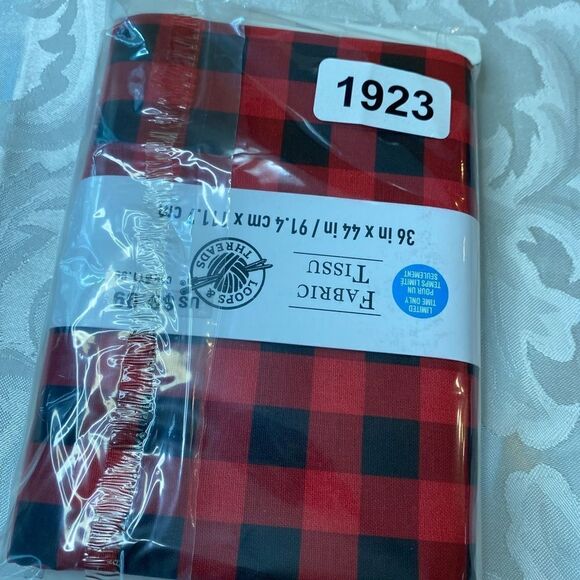 1923
LIMITED
TIME ONLY
POUR UN
TEMPS LIMITÉ
SEULEMENT
FABRIC
TISSU
LOOPS &
THREADS
US
36 in x 44 in / 91.4 cm x 111.7 cm